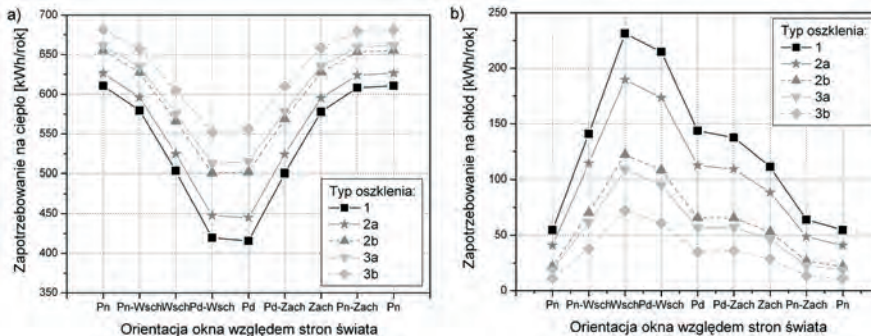 a)
Zapotrzebowanie na ciepło [kWh/rok]
700
650
600
550
500
450
400
350
Typ oszklenia:
1
2a
2b
3a
3b
Pn Pn-Wsch Wsch Pd-Wsch Pd Pd-Zach Zach Pn-Zach Pn
Orientacja okna względem stron świata
b)
Zapotrzebowanie na chłód [kWh/rok]
250
200
150
100
50
0
Typ oszklenia:
1
2a
2b
3a
3b
Pn Pn-Wsch Wsch Pd-Wsch Pd Pd-Zach Zach Pn-Zach Pn
Orientacja okna względem stron świata